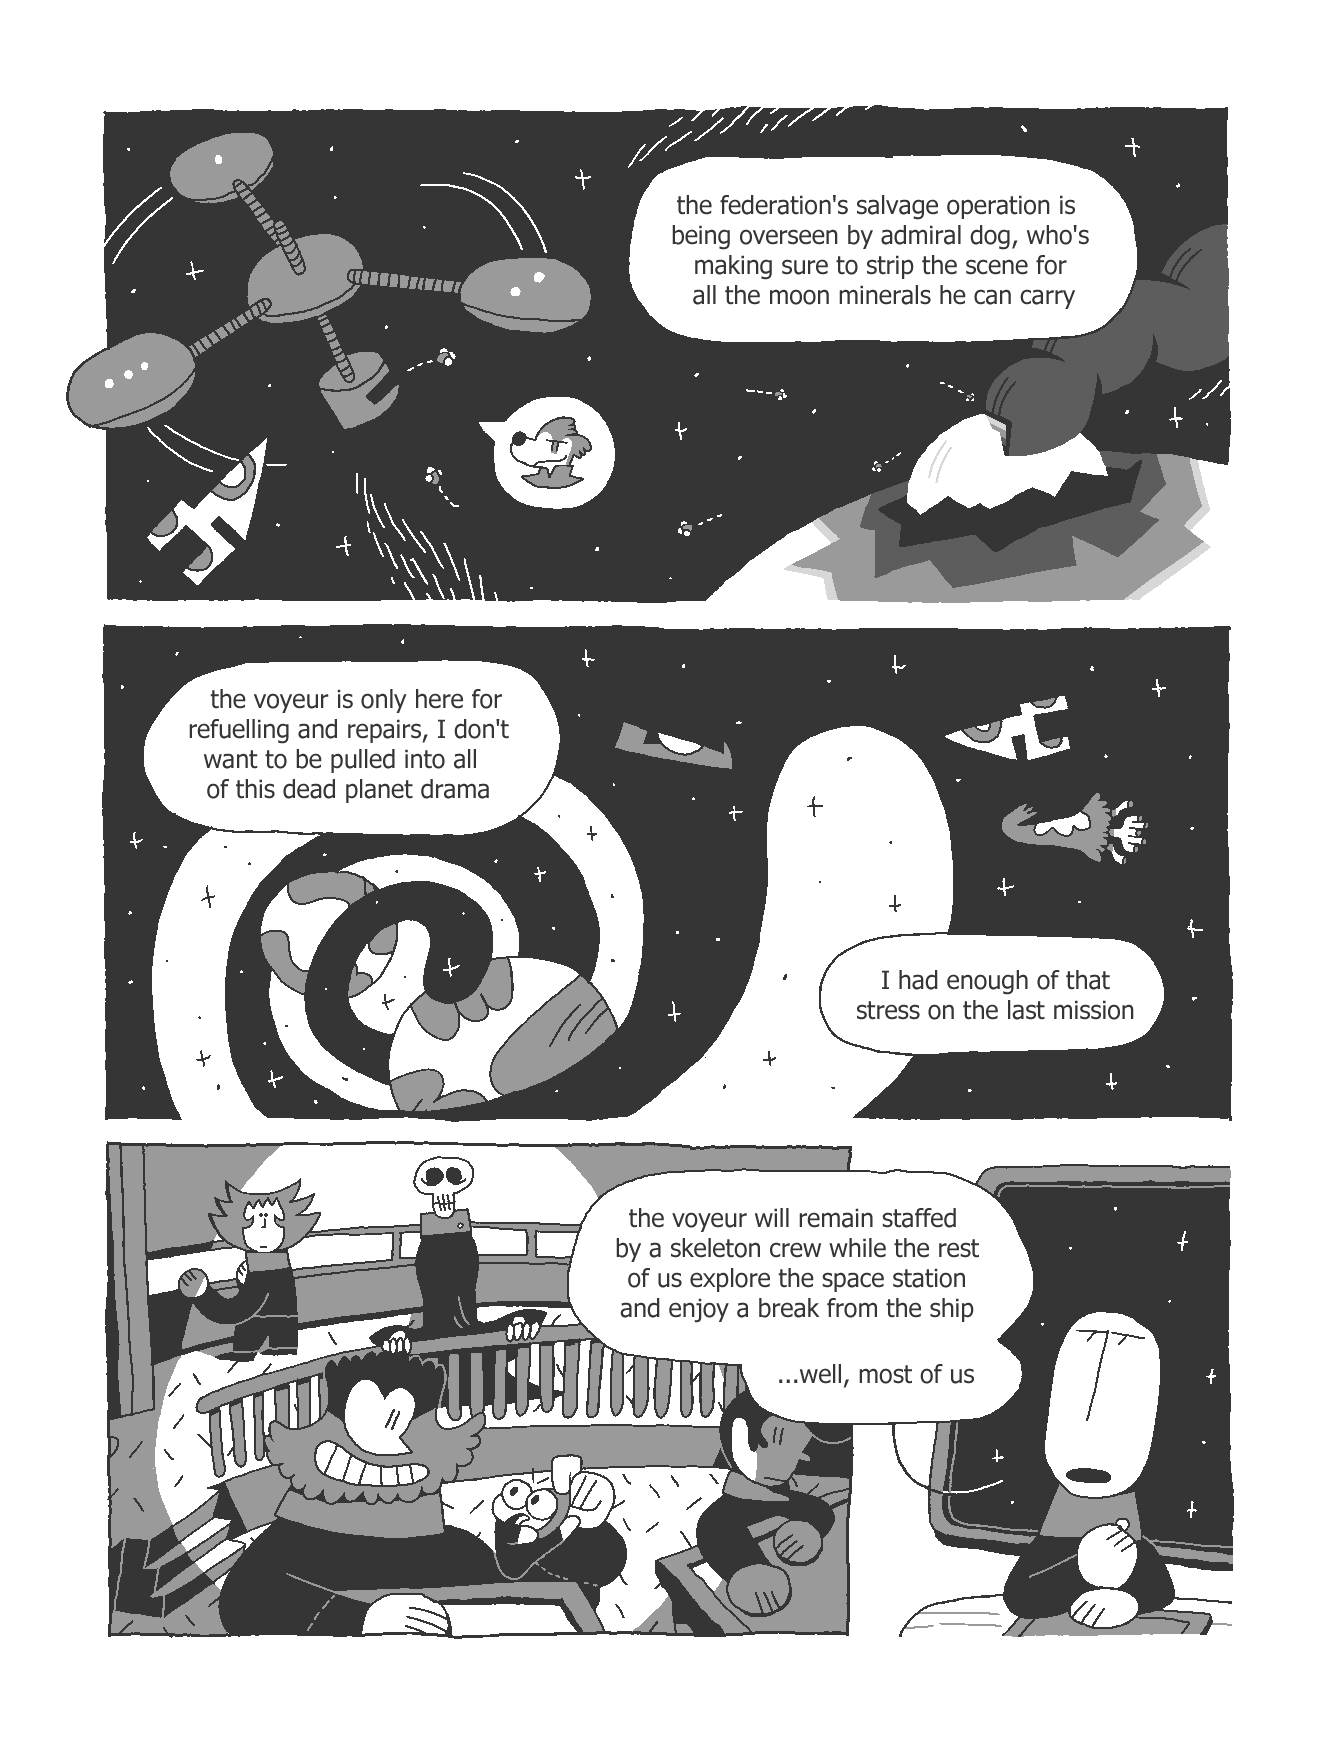 the federation's salvage operation is
being overseen by admiral dog, who's
making sure to strip the scene for
all the moon minerals he can carry
the voyeur is only here for
refuelling and repairs, I don't
want to be pulled into all
of this dead planet drama
I had enough of that
stress on the last mission
the voyeur will remain staffed
by a skeleton crew while the rest
of us explore the space station
and enjoy a break from the ship
...well, most of us